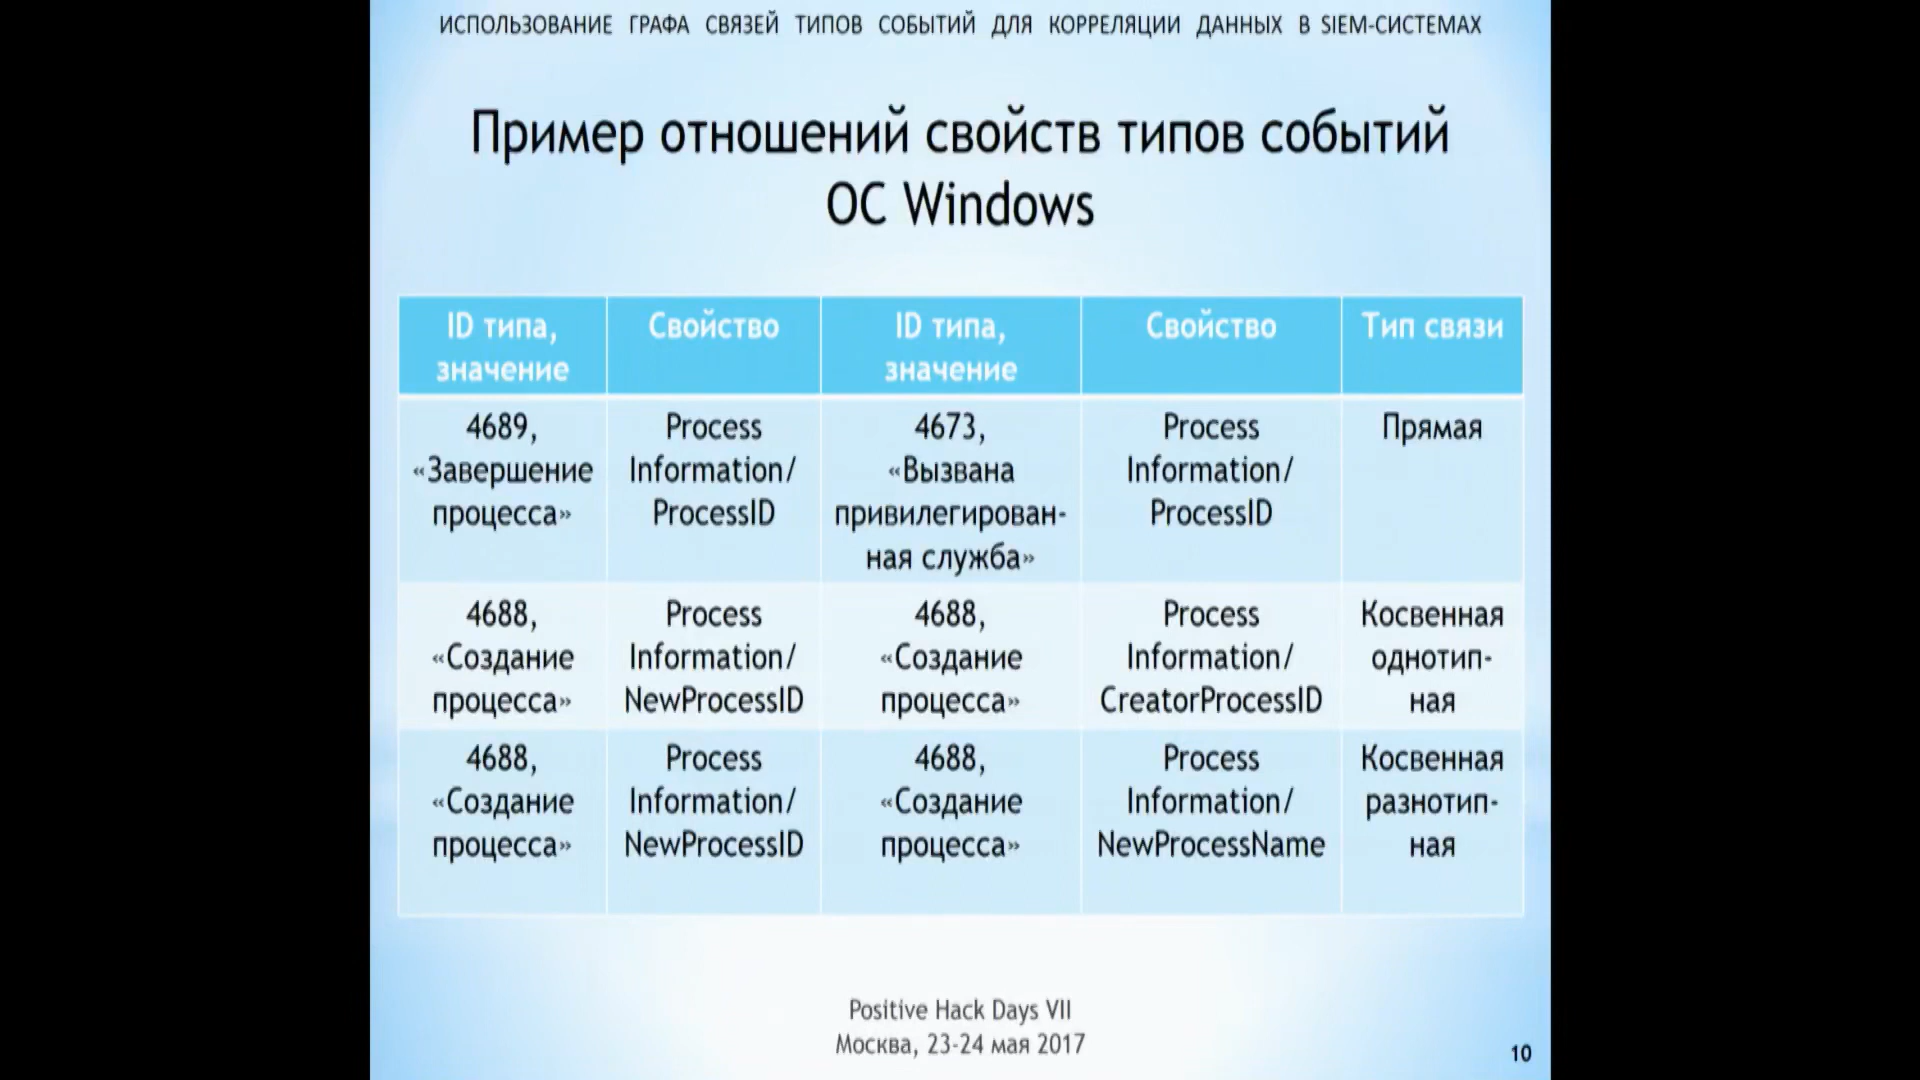 ИСПОЛЬЗОВАНИЕ ГРАФА СВЯЗЕЙ ТИПОВ СОБЫТИЙ ДЛЯ КОРРЕЛЯЦИИ ДАННЫХ В SIEM-СИСТЕМАХ
Пример отношений свойств типов событий
ОС Windows
ID типа,
значение
Свойство
ID типа,
значение
Свойство
Тип связи
4689,
«Завершение
процесса»
Process
Information/
ProcessID
4673,
«Вызвана
привилегирован-
ная служба»
Process
Information/
ProcessID
Прямая
4688,
«Создание
процесса»
Process
Information/
NewProcessID
4688,
«Создание
процесса»
Process
Information/
CreatorProcessID
Косвенная
однотип-
ная
4688,
«Создание
процесса»
Process
Information/
NewProcessID
4688,
«Создание
процесса»
Process
Information/
NewProcessName
Косвенная
разнотип-
ная
Positive Hack Days VII
Москва, 23-24 мая 2017
10